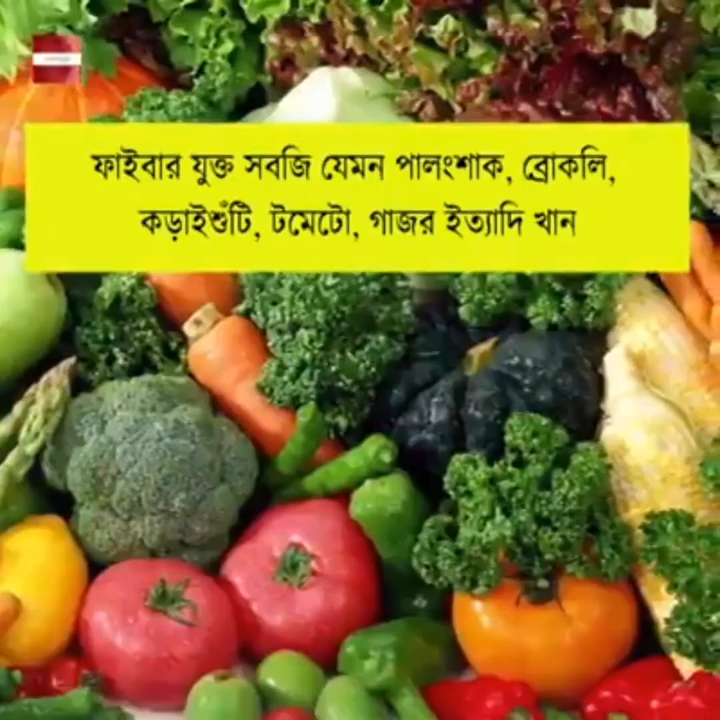 ফাইবার যুক্ত সবজি যেমন পালংশাক, ব্রোকলি,
কড়াইশুঁটি, টমেটো, গাজর ইত্যাদি খান